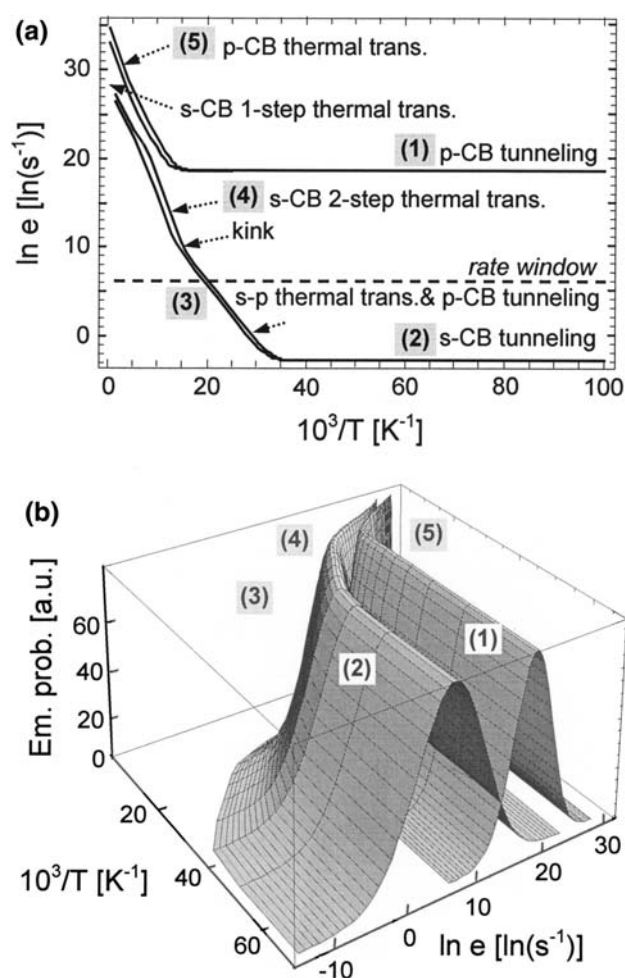 (a)
30
20
10
0
ln e [ln(s⁻¹)]
(5) p-CB thermal trans.
s-CB 1-step thermal trans.
(1) p-CB tunneling
(4) s-CB 2-step thermal trans.
kink
rate window
(3) s-p thermal trans.& p-CB tunneling
(2) s-CB tunneling
0 20 40 60 80 100
10³/T [K⁻¹]
(b)
(4) (5)
(3)
(1)
(2)
Em. prob. [a.u.]
60
40
20
0
20
40
60
10³/T [K⁻¹]
-10 0 10 20 30
ln e [ln(s⁻¹)]